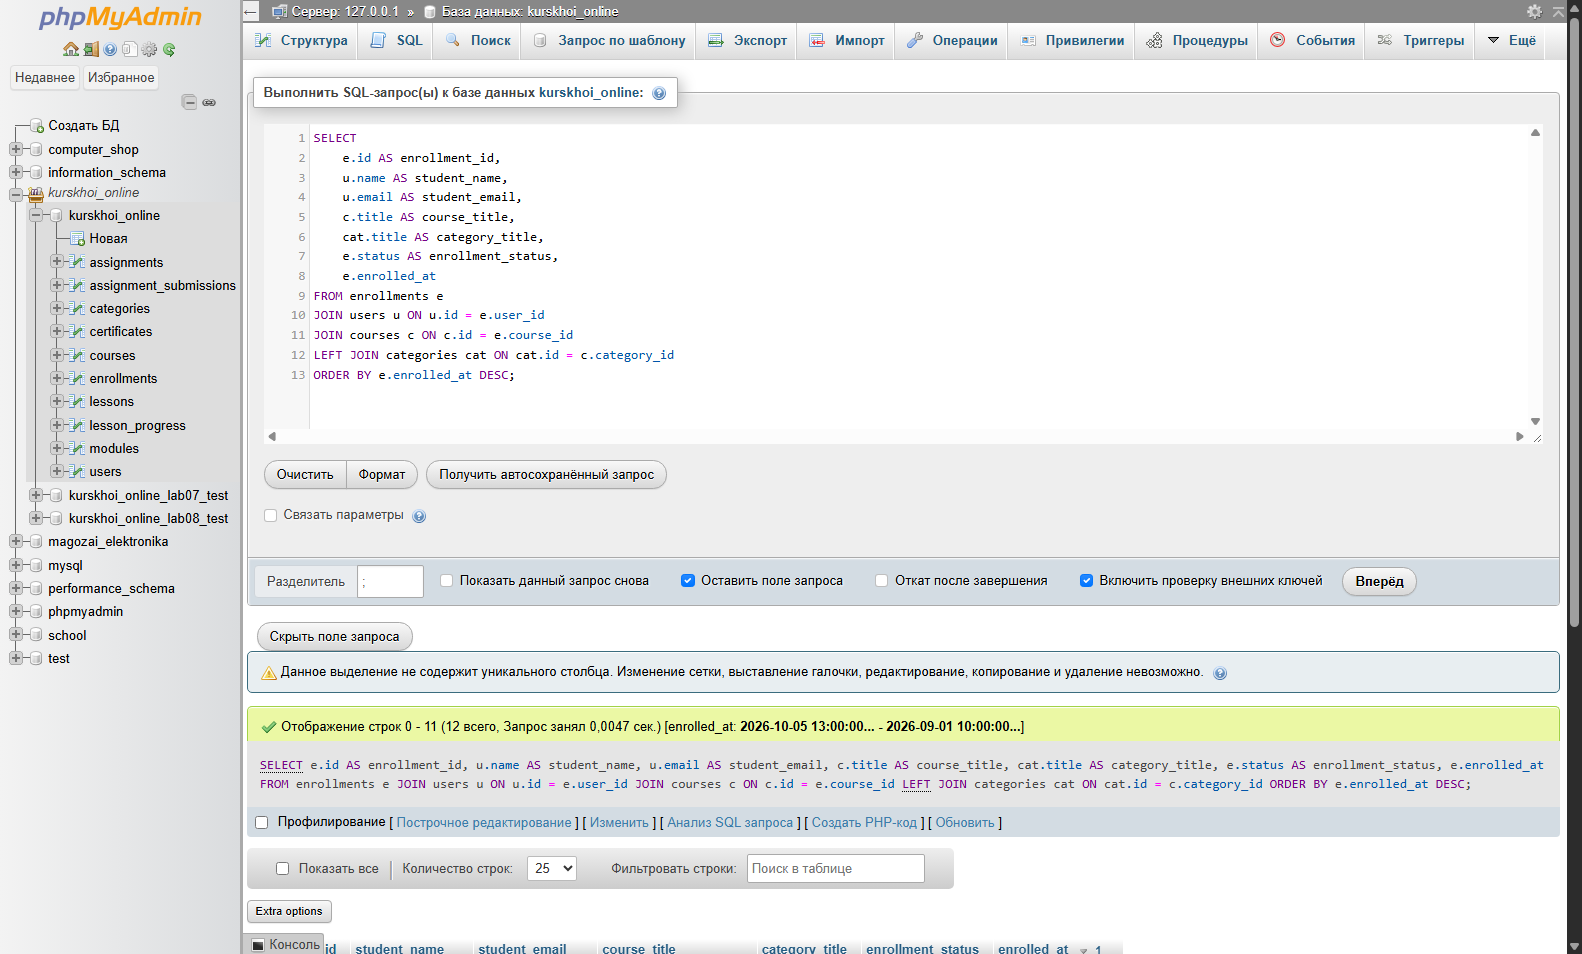 phpMyAdmin
Недавнее Избранное
Создать БД
computer_shop
information_schema
kurskhoi_online
kurskhoi_online
Новая
assignments
assignment_submissions
categories
certificates
courses
enrollments
lessons
lesson_progress
modules
users
kurskhoi_online_lab07_test
kurskhoi_online_lab08_test
magozai_elektronika
mysql
performance_schema
phpmyadmin
school
test
Сервер: 127.0.0.1 » База данных: kurskhoi_online
Структура SQL Поиск Запрос по шаблону Экспорт Импорт Операции Привилегии Процедуры События Триггеры Ещё
Выполнить SQL-запрос(ы) к базе данных kurskhoi_online:
1 SELECT
2 e.id AS enrollment_id,
3 u.name AS student_name,
4 u.email AS student_email,
5 c.title AS course_title,
6 cat.title AS category_title,
7 e.status AS enrollment_status,
8 e.enrolled_at
9 FROM enrollments e
10 JOIN users u ON u.id = e.user_id
11 JOIN courses c ON c.id = e.course_id
12 LEFT JOIN categories cat ON cat.id = c.category_id
13 ORDER BY e.enrolled_at DESC;
Очистить Формат Получить автосохранённый запрос
Связать параметры
Разделитель ; Показать данный запрос снова Оставить поле запроса Откат после завершения Включить проверку внешних ключей Вперёд
Скрыть поле запроса
Данное выделение не содержит уникального столбца. Изменение сетки, выставление галочки, редактирование, копирование и удаление невозможно.
Отображение строк 0 - 11 (12 всего, Запрос занял 0,0047 сек.) [enrolled_at: 2026-10-05 13:00:00... - 2026-09-01 10:00:00...]
SELECT e.id AS enrollment_id, u.name AS student_name, u.email AS student_email, c.title AS course_title, cat.title AS category_title, e.status AS enrollment_status, e.enrolled_at
FROM enrollments e JOIN users u ON u.id = e.user_id JOIN courses c ON c.id = e.course_id LEFT JOIN categories cat ON cat.id = c.category_id ORDER BY e.enrolled_at DESC;
Профилирование [ Построчное редактирование ] [ Изменить ] [ Анализ SQL запроса ] [ Создать PHP-код ] [ Обновить ]
Показать все Количество строк: 25 Фильтровать строки: Поиск в таблице
Extra options
Консоль id student_name student_email course_title category_title enrollment_status enrolled_at 1